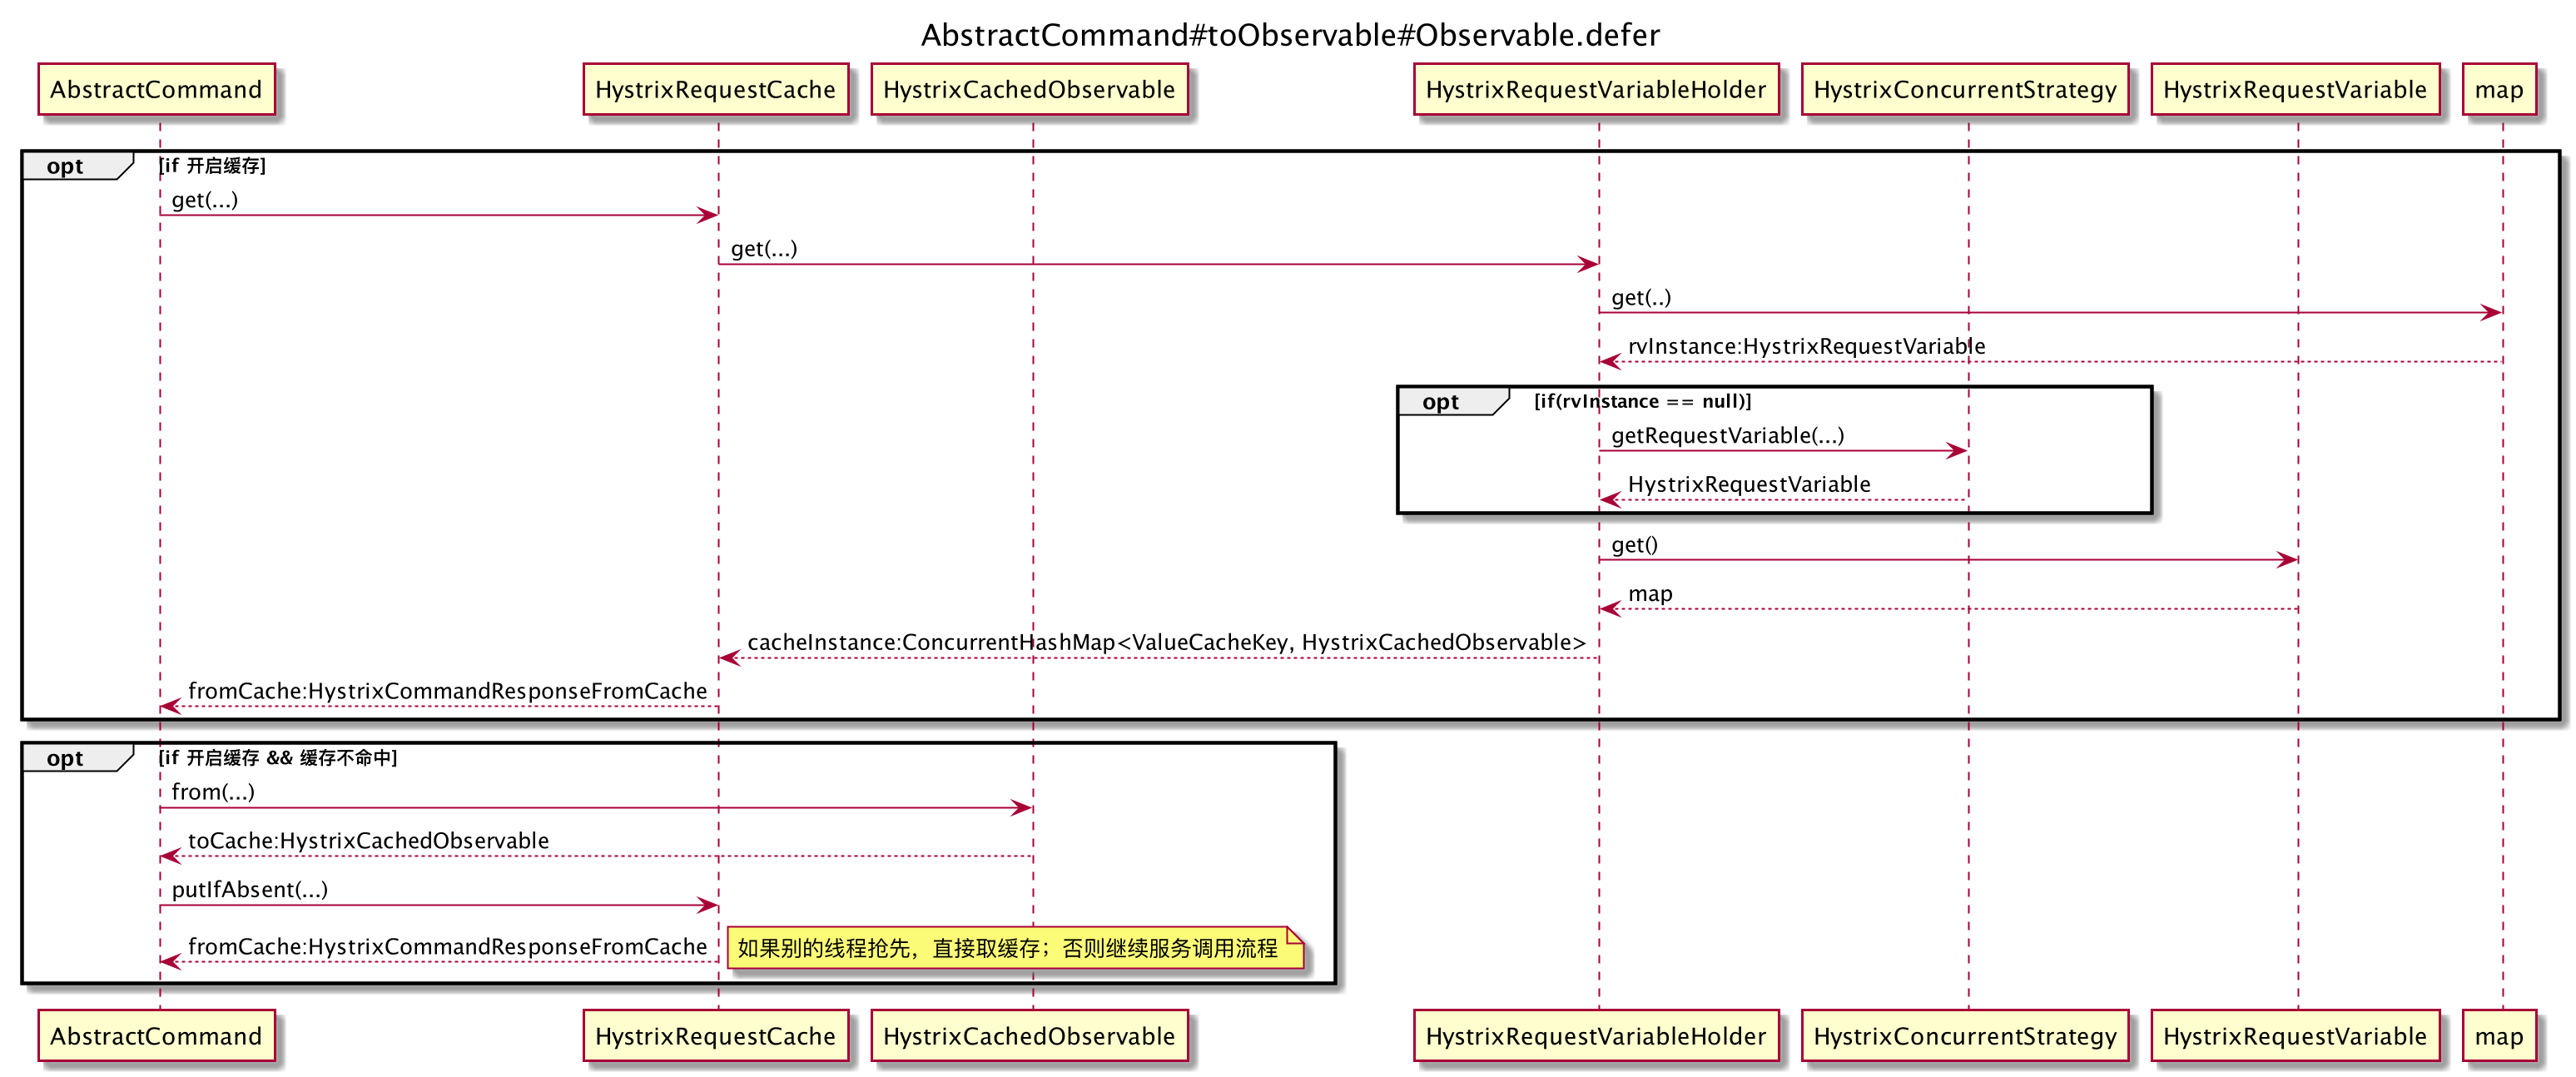 AbstractCommand#toObservable#Observable.defer
AbstractCommand HystrixRequestCache HystrixCachedObservable HystrixRequestVariableHolder HystrixConcurrentStrategy HystrixRequestVariable map
opt [if 开启缓存]
get(...)
get(...)
get(..)
rvInstance:HystrixRequestVariable
opt [if(rvInstance == null)]
getRequestVariable(...)
HystrixRequestVariable
get()
map
cacheInstance:ConcurrentHashMap<ValueCacheKey, HystrixCachedObservable>
fromCache:HystrixCommandResponseFromCache
opt [if 开启缓存 && 缓存不命中]
from(...)
toCache:HystrixCachedObservable
putIfAbsent(...)
fromCache:HystrixCommandResponseFromCache 如果别的线程抢先，直接取缓存；否则继续服务调用流程
AbstractCommand HystrixRequestCache HystrixCachedObservable HystrixRequestVariableHolder HystrixConcurrentStrategy HystrixRequestVariable map